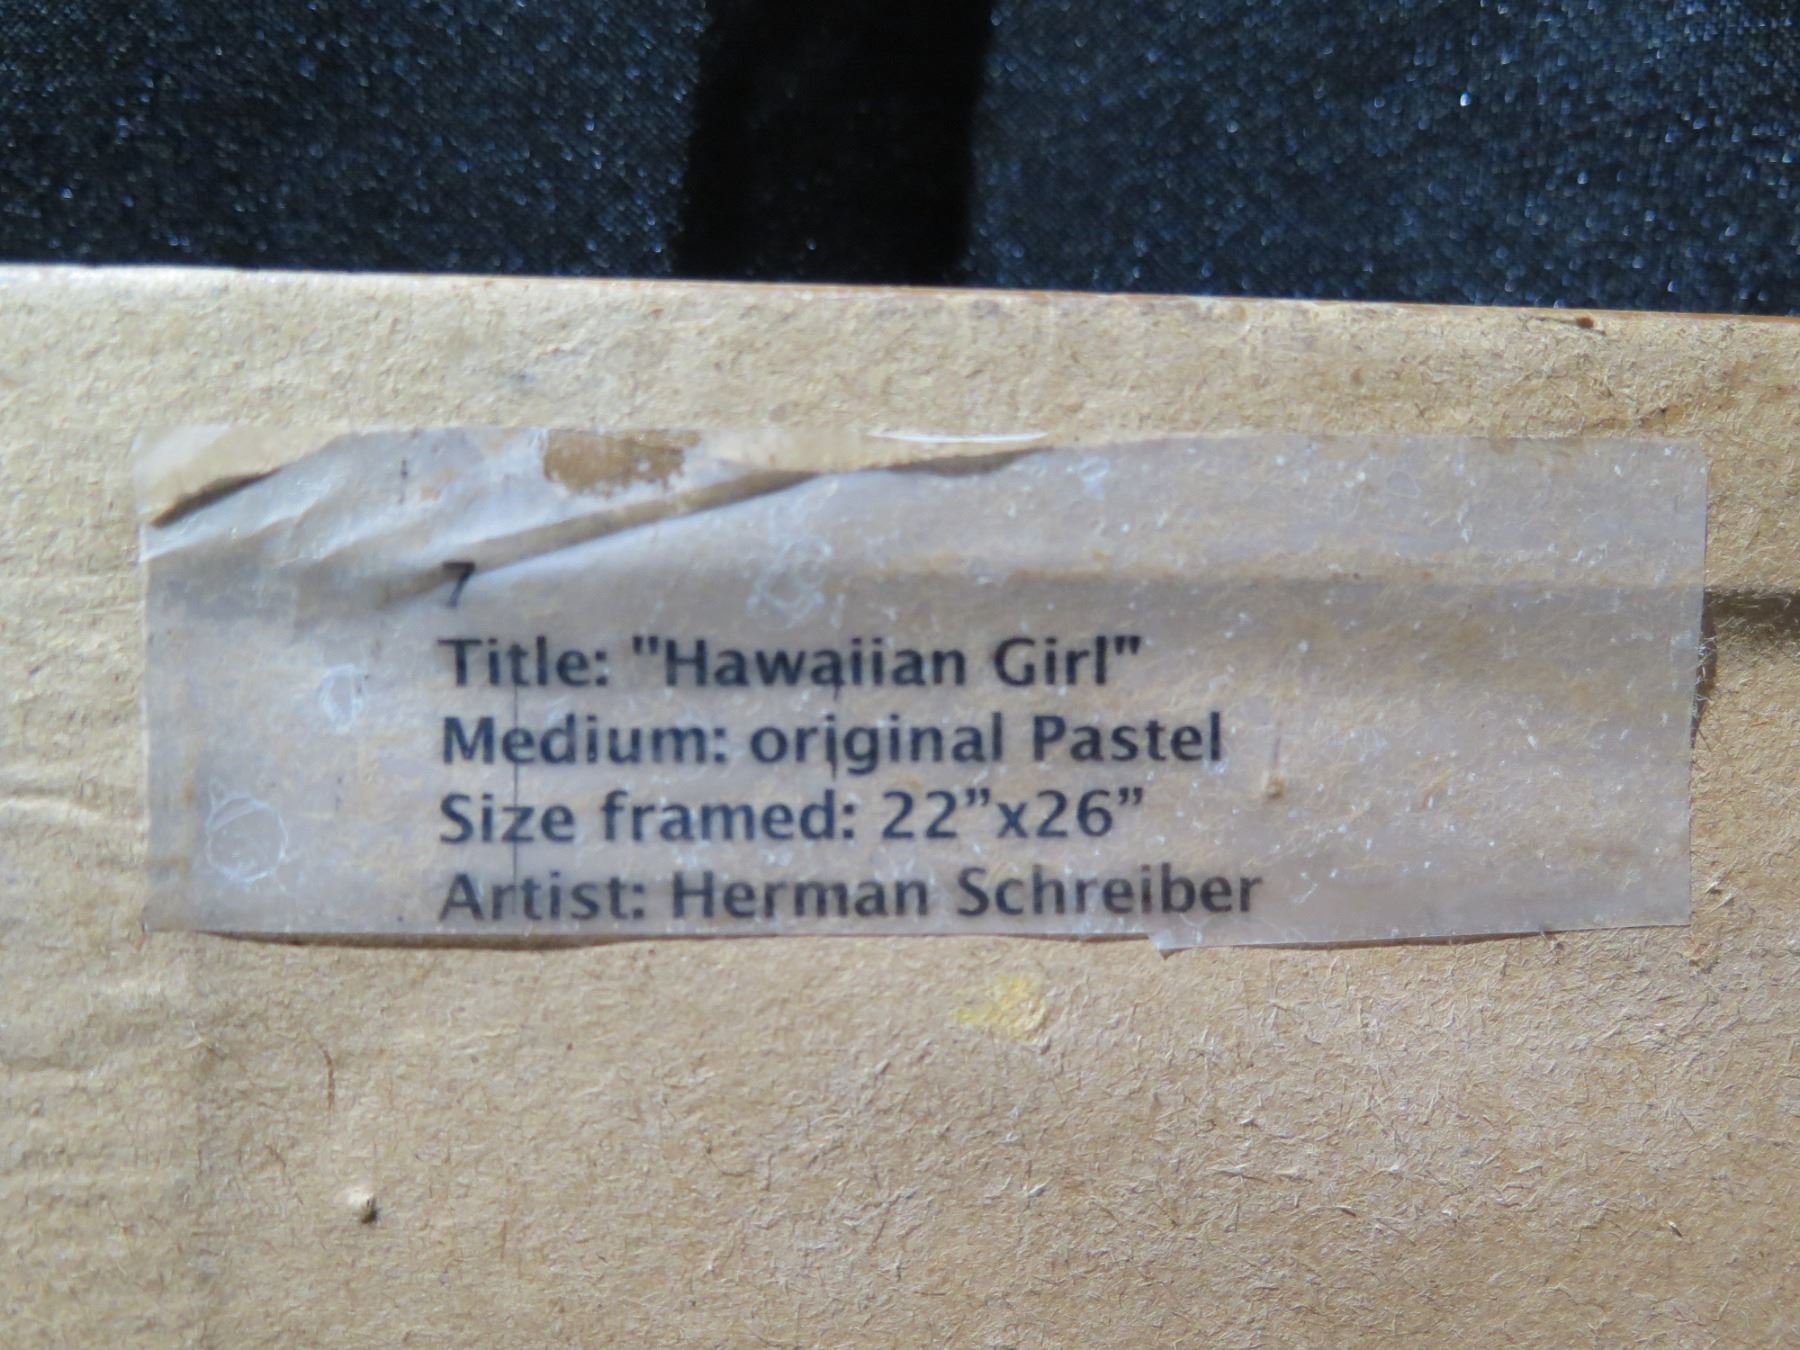 7
Title: "Hawaiian Girl"
Medium: original Pastel
Size framed: 22”x26”
Artist: Herman Schreiber